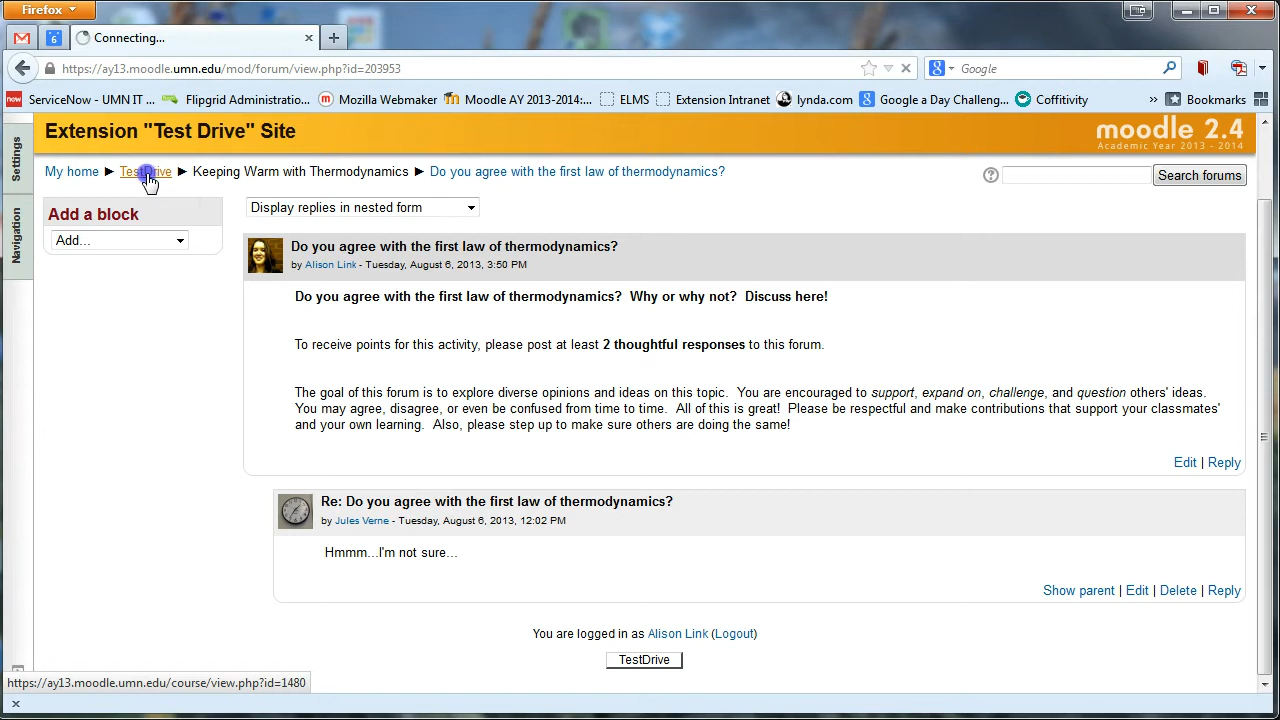 Firefox
6
Connecting...
https://ay13.moodle.umn.edu/mod/forum/view.php?id=203953
Google
ServiceNow - UMN IT ...
Flipgrid Administratio...
Mozilla Webmaker
Moodle AY 2013-2014:...
ELMS
Extension Intranet
lynda.com
Google a Day Challeng...
Coffitivity
»
Bookmarks
Extension "Test Drive" Site
moodle 2.4
Academic Year 2013 - 2014
Settings
Navigation
My home ► TestDrive ► Keeping Warm with Thermodynamics ► Do you agree with the first law of thermodynamics?
Search forums
Add a block
Add...
Display replies in nested form
Do you agree with the first law of thermodynamics?
by Alison Link - Tuesday, August 6, 2013, 3:50 PM
Do you agree with the first law of thermodynamics?  Why or why not?  Discuss here!
To receive points for this activity, please post at least 2 thoughtful responses to this forum.
The goal of this forum is to explore diverse opinions and ideas on this topic.  You are encouraged to support, expand on, challenge, and question others' ideas.
You may agree, disagree, or even be confused from time to time.  All of this is great!  Please be respectful and make contributions that support your classmates'
and your own learning.  Also, please step up to make sure others are doing the same!
Edit | Reply
Re: Do you agree with the first law of thermodynamics?
by Jules Verne - Tuesday, August 6, 2013, 12:02 PM
Hmmm...I'm not sure...
Show parent | Edit | Delete | Reply
You are logged in as Alison Link (Logout)
TestDrive
https://ay13.moodle.umn.edu/course/view.php?id=1480